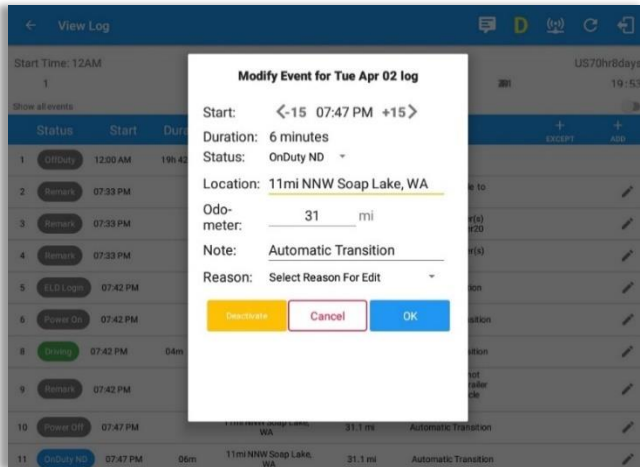 View Log
D
Start Time: 12AM
US70hr8days
1
19:53
Show all events
Status Start Dura
EXCEPT ADD
Modify Event for Tue Apr 02 log
Start: -15 07:47 PM +15
Duration: 6 minutes
Status: OnDuty ND
Location: 11mi NNW Soap Lake, WA
Odo-
meter: 31 mi
Note: Automatic Transition
Reason: Select Reason For Edit
Deactivate Cancel OK
1 OffDuty 12:00 AM 19h 42
2 Remark 07:33 PM
3 Remark 07:33 PM
4 Remark 07:33 PM
5 ELD Login 07:42 PM
6 Power On 07:42 PM
8 Driving 07:42 PM 04m
9 Remark 07:42 PM
10 Power Off 07:47 PM 11mi NNW Soap Lake, WA 31.1 mi Automatic Transition
11 OnDuty ND 07:47 PM 06m 11mi NNW Soap Lake, WA 31.1 mi Automatic Transition